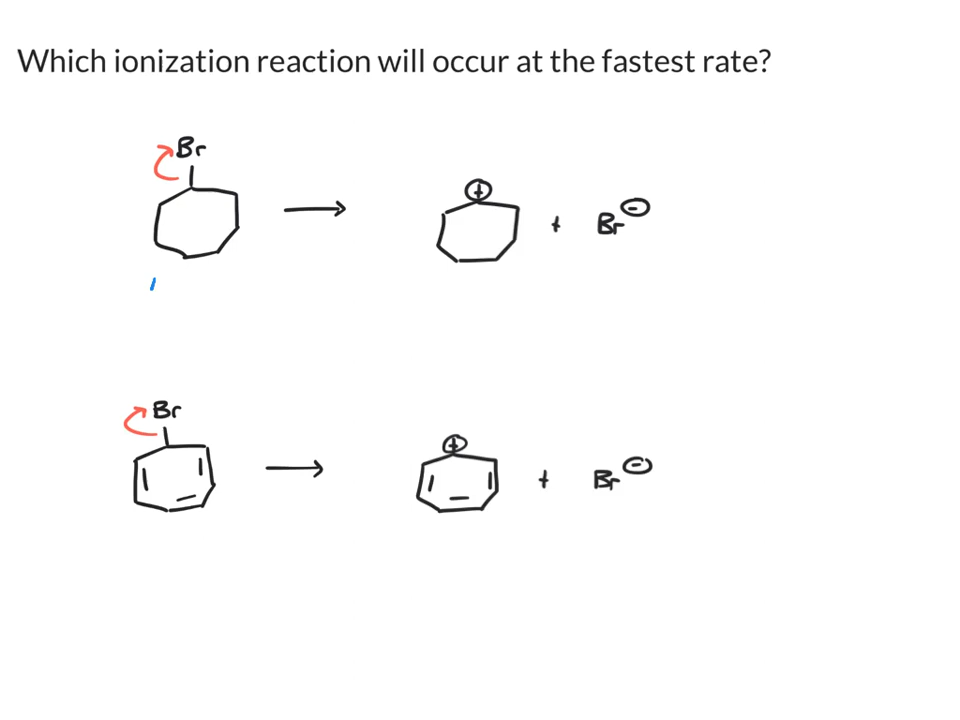 Which ionization reaction will occur at the fastest rate?
Br
⊕
+ Br⊖
Br
⊕
+ Br⊖